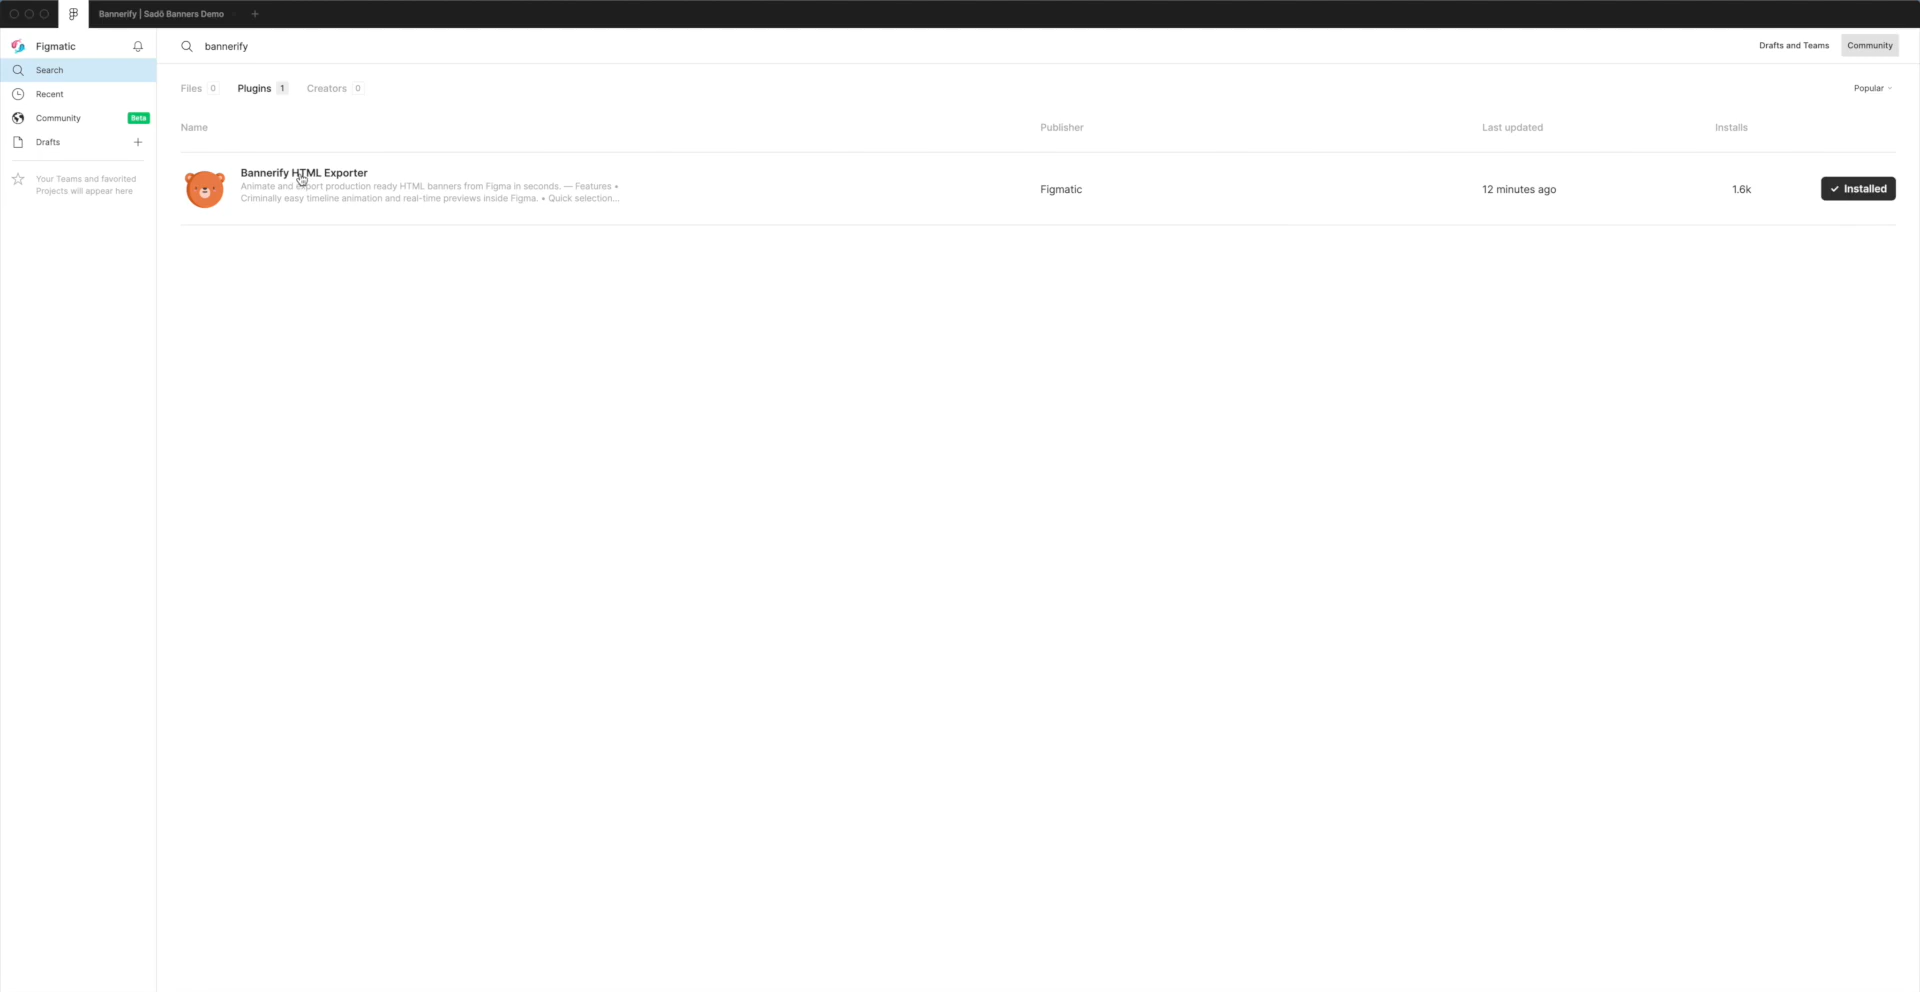 Bannerify | Sadō Banners Demo
Figmatic
bannerify
Drafts and Teams
Community
Search
Recent
Community
Beta
Drafts
Your Teams and favorited
Projects will appear here
Files 0
Plugins 1
Creators 0
Popular
Name
Publisher
Last updated
Installs
Bannerify HTML Exporter
Animate and export production ready HTML banners from Figma in seconds. — Features •
Criminally easy timeline animation and real-time previews inside Figma. • Quick selection...
Figmatic
12 minutes ago
1.6k
Installed